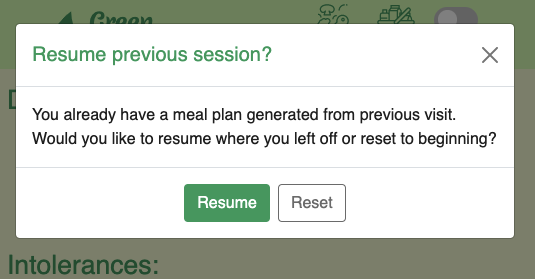 Green
Resume previous session?
You already have a meal plan generated from previous visit.
Would you like to resume where you left off or reset to beginning?
Resume
Reset
Intolerances: